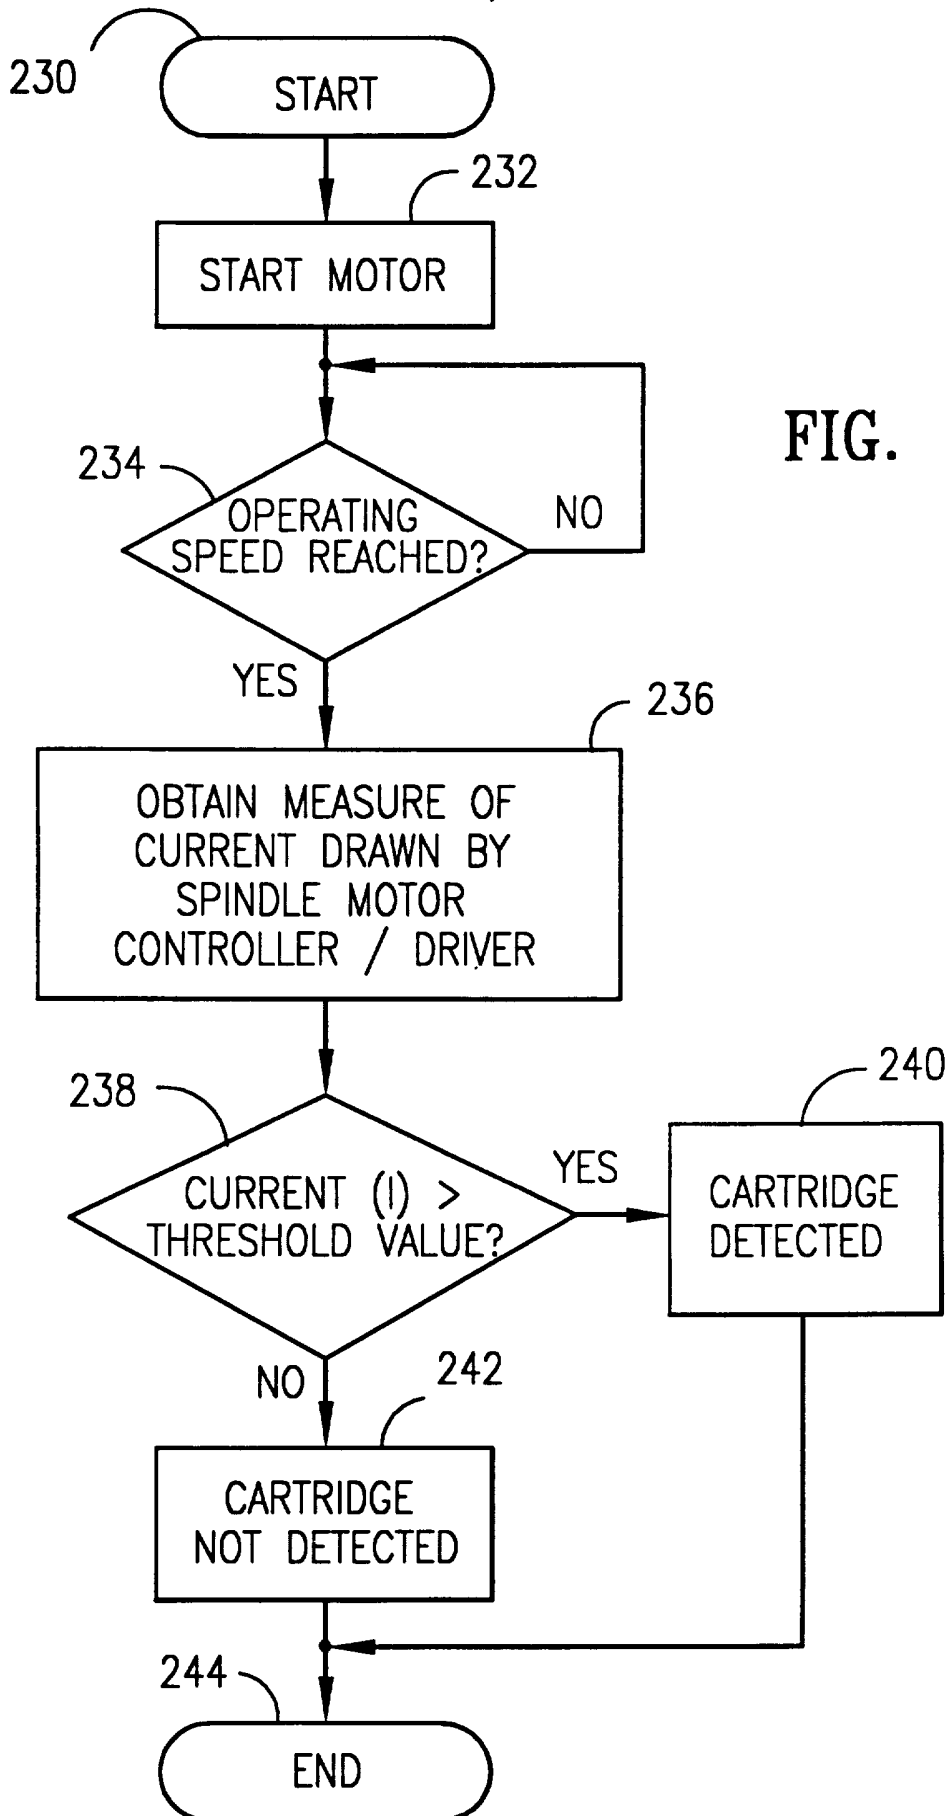 230
START
232
START MOTOR
FIG.
234
OPERATING
SPEED REACHED?
NO
YES
236
OBTAIN MEASURE OF
CURRENT DRAWN BY
SPINDLE MOTOR
CONTROLLER / DRIVER
238
CURRENT (I) >
THRESHOLD VALUE?
YES
240
CARTRIDGE
DETECTED
NO
242
CARTRIDGE
NOT DETECTED
244
END